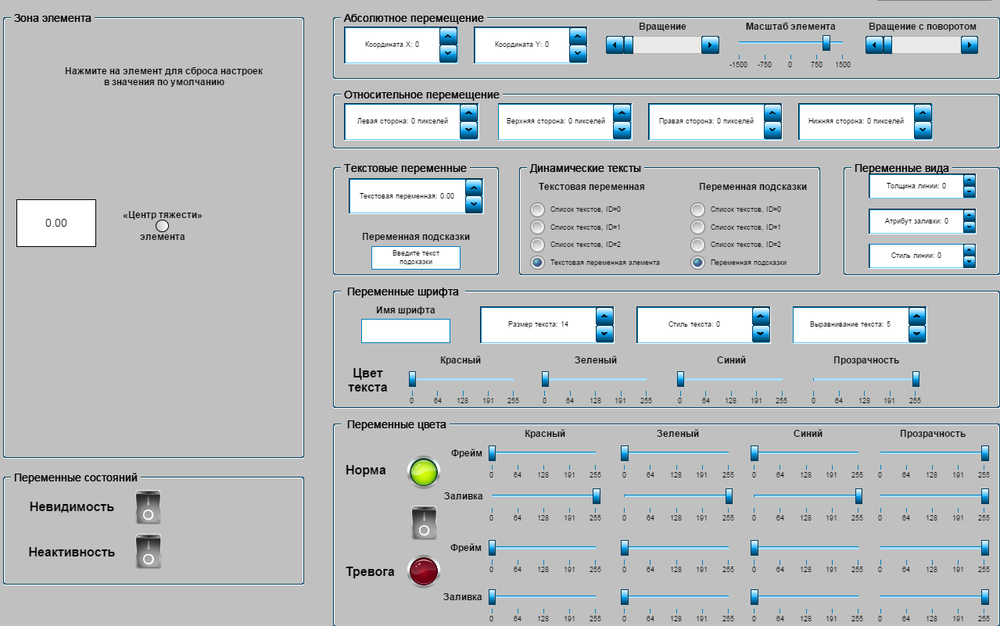 Зона элемента
Нажмите на элемент для сброса настроек
в значения по умолчанию
0.00
«Центр тяжести»
элемента
Переменные состояний
Невидимость
Неактивность
Абсолютное перемещение
Координата X: 0
Координата Y: 0
Вращение
Масштаб элемента
-1500 -750 0 750 1500
Вращение с поворотом
Относительное перемещение
Левая сторона: 0 пикселей
Верхняя сторона: 0 пикселей
Правая сторона: 0 пикселей
Нижняя сторона: 0 пикселей
Текстовые переменные
Текстовая переменная: 0.00
Переменная подсказки
Введите текст
подсказки
Динамические тексты
Текстовая переменная
Список текстов, ID=0
Список текстов, ID=1
Список текстов, ID=2
Текстовая переменная элемента
Переменная подсказки
Список текстов, ID=0
Список текстов, ID=1
Список текстов, ID=2
Переменная подсказки
Переменные вида
Толщина линии: 0
Атрибут заливки: 0
Стиль линии: 0
Переменные шрифта
Имя шрифта
Размер текста: 14
Стиль текста: 0
Выравнивание текста: 5
Цвет
текста
Красный Зеленый Синий Прозрачность
0 64 128 191 255 0 64 128 191 255 0 64 128 191 255 0 64 128 191 255
Переменные цвета
Красный Зеленый Синий Прозрачность
Норма
Фрейм
0 64 128 191 255 0 64 128 191 255 0 64 128 191 255 0 64 128 191 255
Заливка
0 64 128 191 255 0 64 128 191 255 0 64 128 191 255 0 64 128 191 255
Тревога
Фрейм
0 64 128 191 255 0 64 128 191 255 0 64 128 191 255 0 64 128 191 255
Заливка
0 64 128 191 255 0 64 128 191 255 0 64 128 191 255 0 64 128 191 255